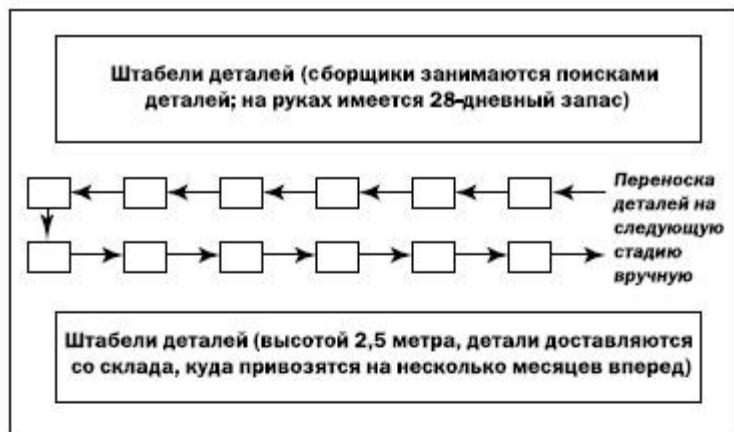 Штабели деталей (сборщики занимаются поисками
деталей; на руках имеется 28-дневный запас)
Переноска
деталей на
следующую
стадию
вручную
Штабели деталей (высотой 2,5 метра, детали доставляются
со склада, куда привозятся на несколько месяцев вперед)